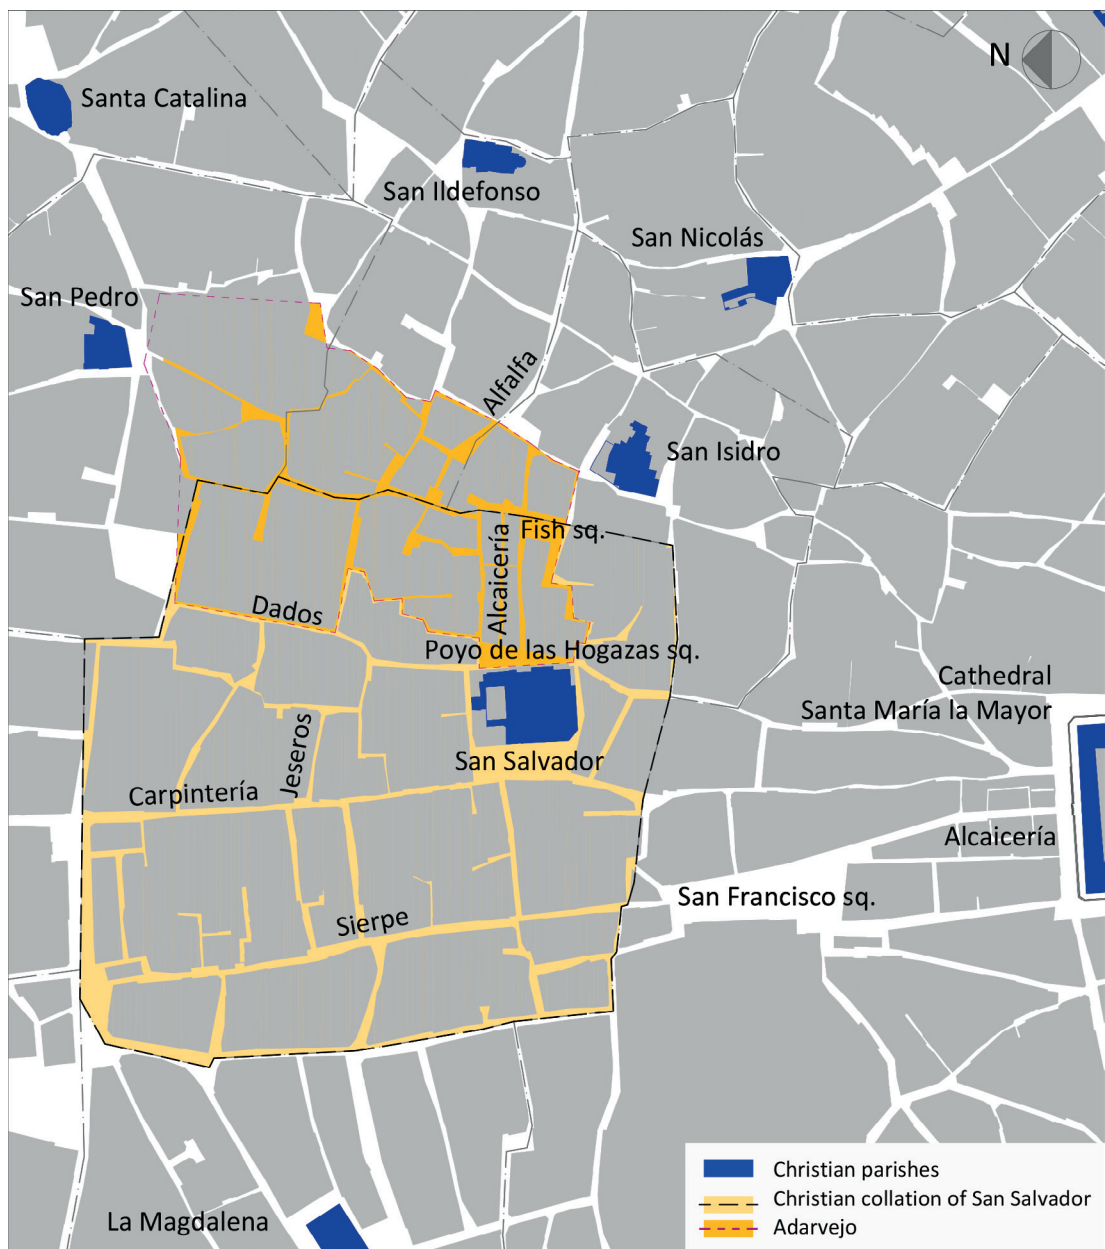 N
Santa Catalina
San Ildefonso
San Nicolás
San Pedro
Alfalfa
San Isidro
Fish sq.
Alcaicería
Dados
Poyo de las Hogazas sq.
Cathedral
Santa María la Mayor
Jeseros
San Salvador
Carpintería
Alcaicería
San Francisco sq.
Sierpe
La Magdalena
Christian parishes
Christian collation of San Salvador
Adarvejo